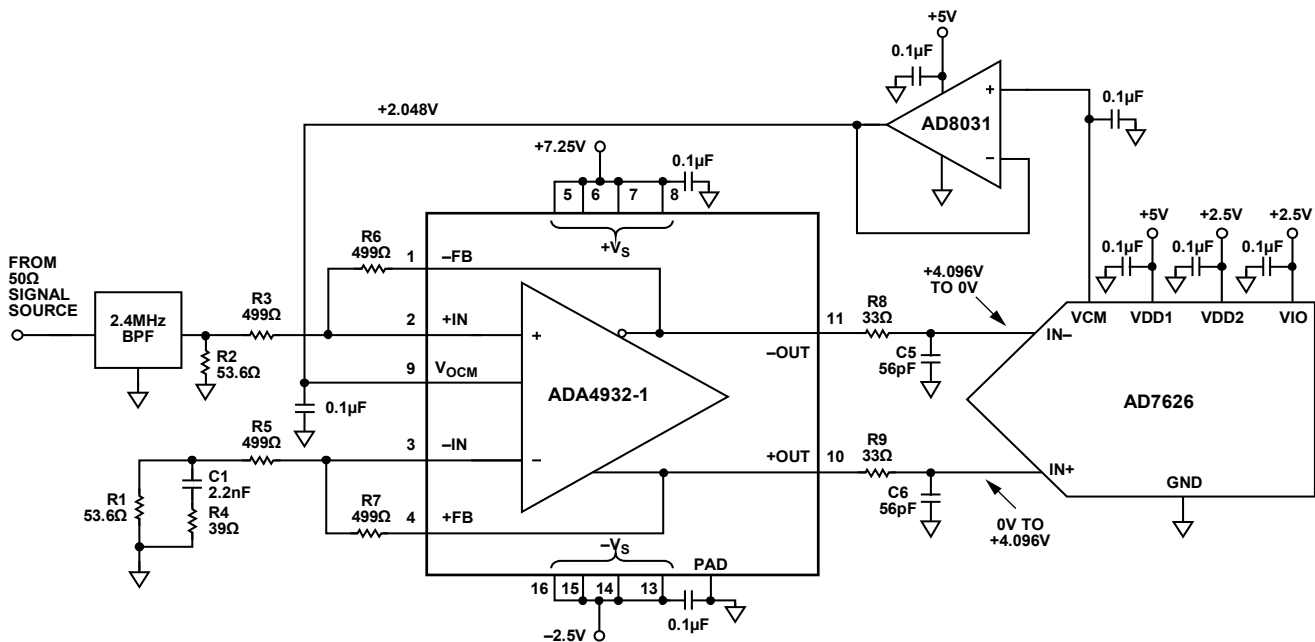 +5V
0.1µF
+2.048V
+
AD8031
–
0.1µF
+7.25V
0.1µF
5 6 7 8
+VS
+5V
+2.5V
+2.5V
0.1µF
0.1µF
0.1µF
FROM
50Ω
SIGNAL
SOURCE
2.4MHz
BPF
R2
53.6Ω
R3
499Ω
R6
499Ω
1
–FB
2
+IN
+
9
VOCM
0.1µF
ADA4932-1
R5
499Ω
3
–IN
–
C1
2.2nF
R1
53.6Ω
R4
39Ω
R7
499Ω
4
+FB
11
–OUT
+OUT
10
–VS
PAD
16 15 14 13
0.1µF
–2.5V
R8
33Ω
C5
56pF
+4.096V
TO 0V
R9
33Ω
C6
56pF
0V TO
+4.096V
VCM
VDD1
VDD2
VIO
IN–
AD7626
IN+
GND